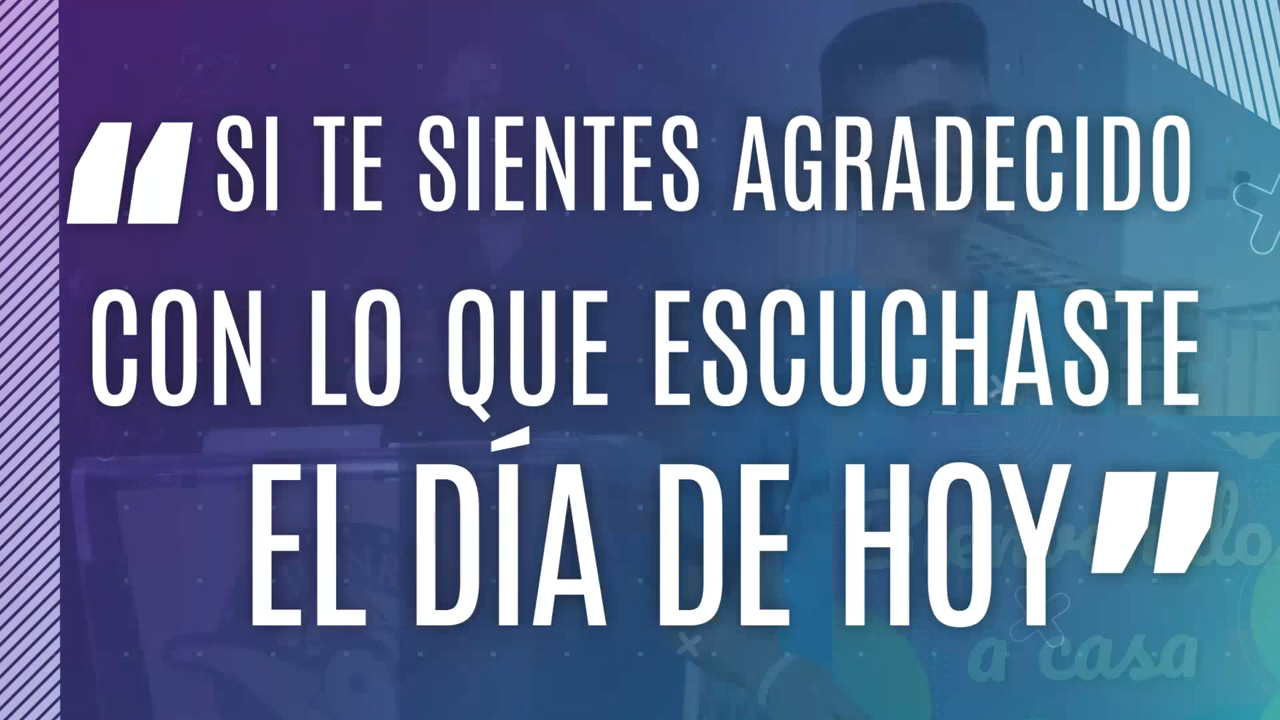 “SI TE SIENTES AGRADECIDO
CON LO QUE ESCUCHASTE
EL DÍA DE HOY”
a casa